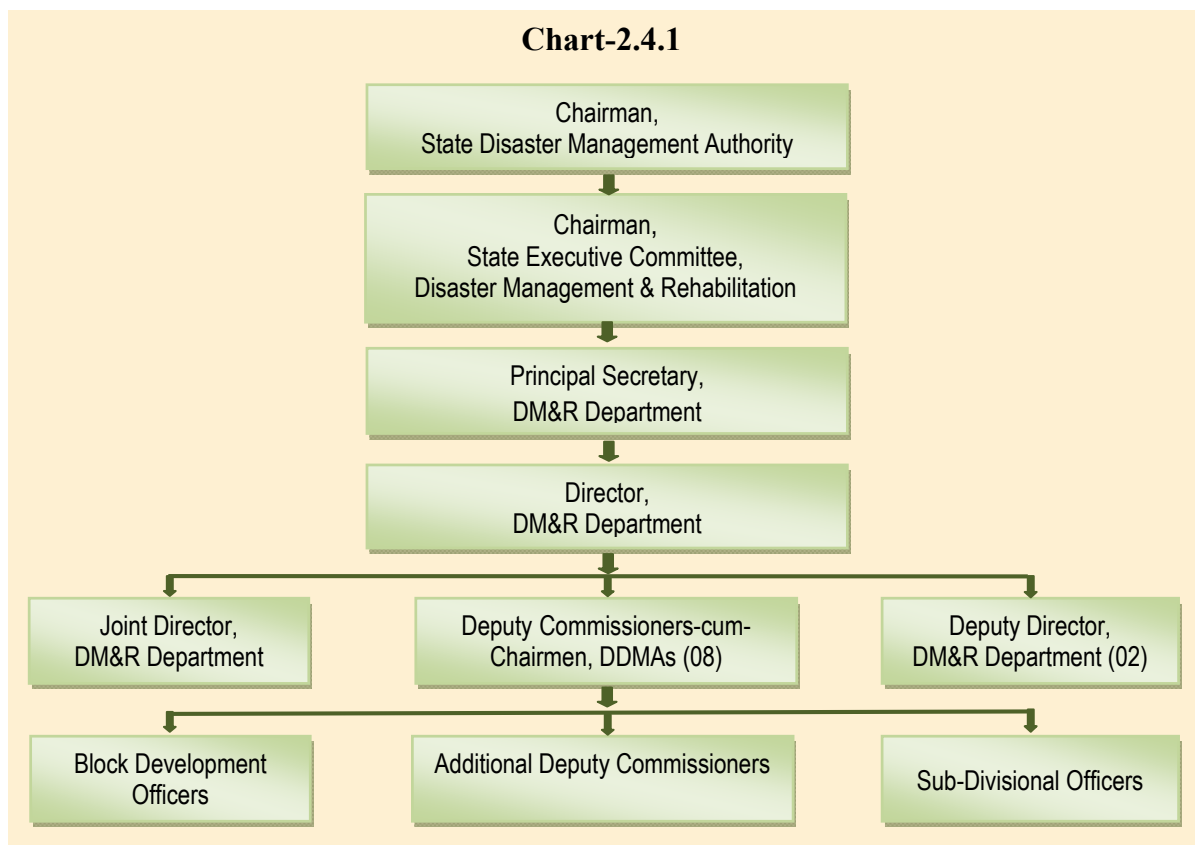 Chart-2.4.1
Chairman,
State Disaster Management Authority
Chairman,
State Executive Committee,
Disaster Management & Rehabilitation
Principal Secretary,
DM&R Department
Director,
DM&R Department
Joint Director,
DM&R Department
Deputy Commissioners-cum-
Chairmen, DDMAs (08)
Deputy Director,
DM&R Department (02)
Block Development
Officers
Additional Deputy Commissioners
Sub-Divisional Officers